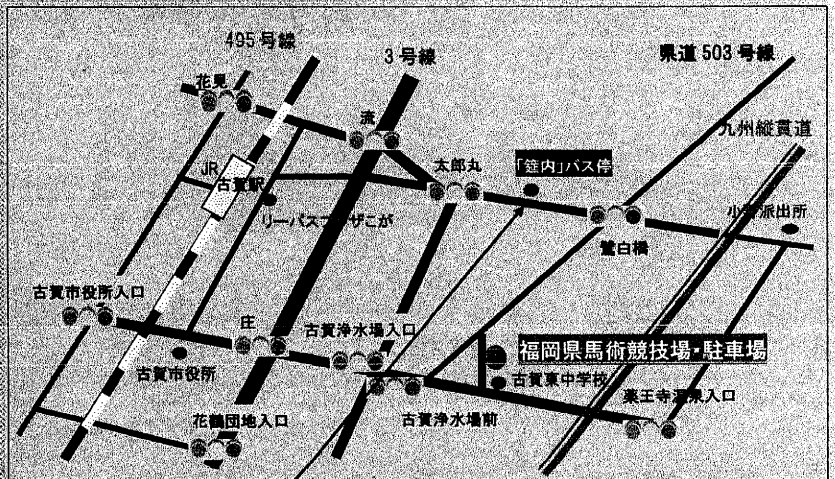 495号線
3号線
県道503号線
花見
流
九州縦貫道
太郎丸
「筵内」バス停
JR
古賀駅
リーパスプラザこが
小野派出所
鷺白橋
古賀市役所入口
庄
古賀浄水場入口
福岡県馬術競技場・駐車場
古賀市役所
古賀東中学校
薬王寺温泉入口
花鶴団地入口
古賀浄水場前